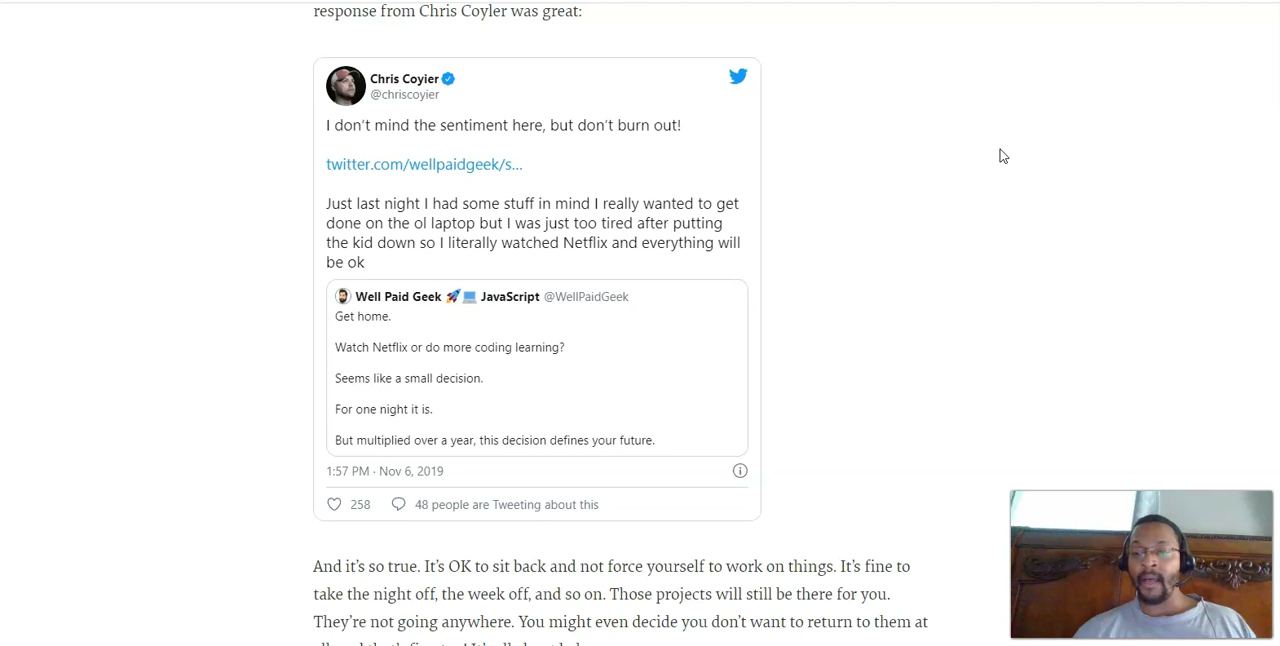 response from Chris Coyler was great:
Chris Coyier
@chriscoyier
I don't mind the sentiment here, but don't burn out!
twitter.com/wellpaidgeek/s...
Just last night I had some stuff in mind I really wanted to get
done on the ol laptop but I was just too tired after putting
the kid down so I literally watched Netflix and everything will
be ok
Well Paid Geek 🚀💻 JavaScript @WellPaidGeek
Get home.
Watch Netflix or do more coding learning?
Seems like a small decision.
For one night it is.
But multiplied over a year, this decision defines your future.
1:57 PM · Nov 6, 2019
258 48 people are Tweeting about this
And it's so true. It's OK to sit back and not force yourself to work on things. It's fine to
take the night off, the week off, and so on. Those projects will still be there for you.
They're not going anywhere. You might even decide you don't want to return to them at